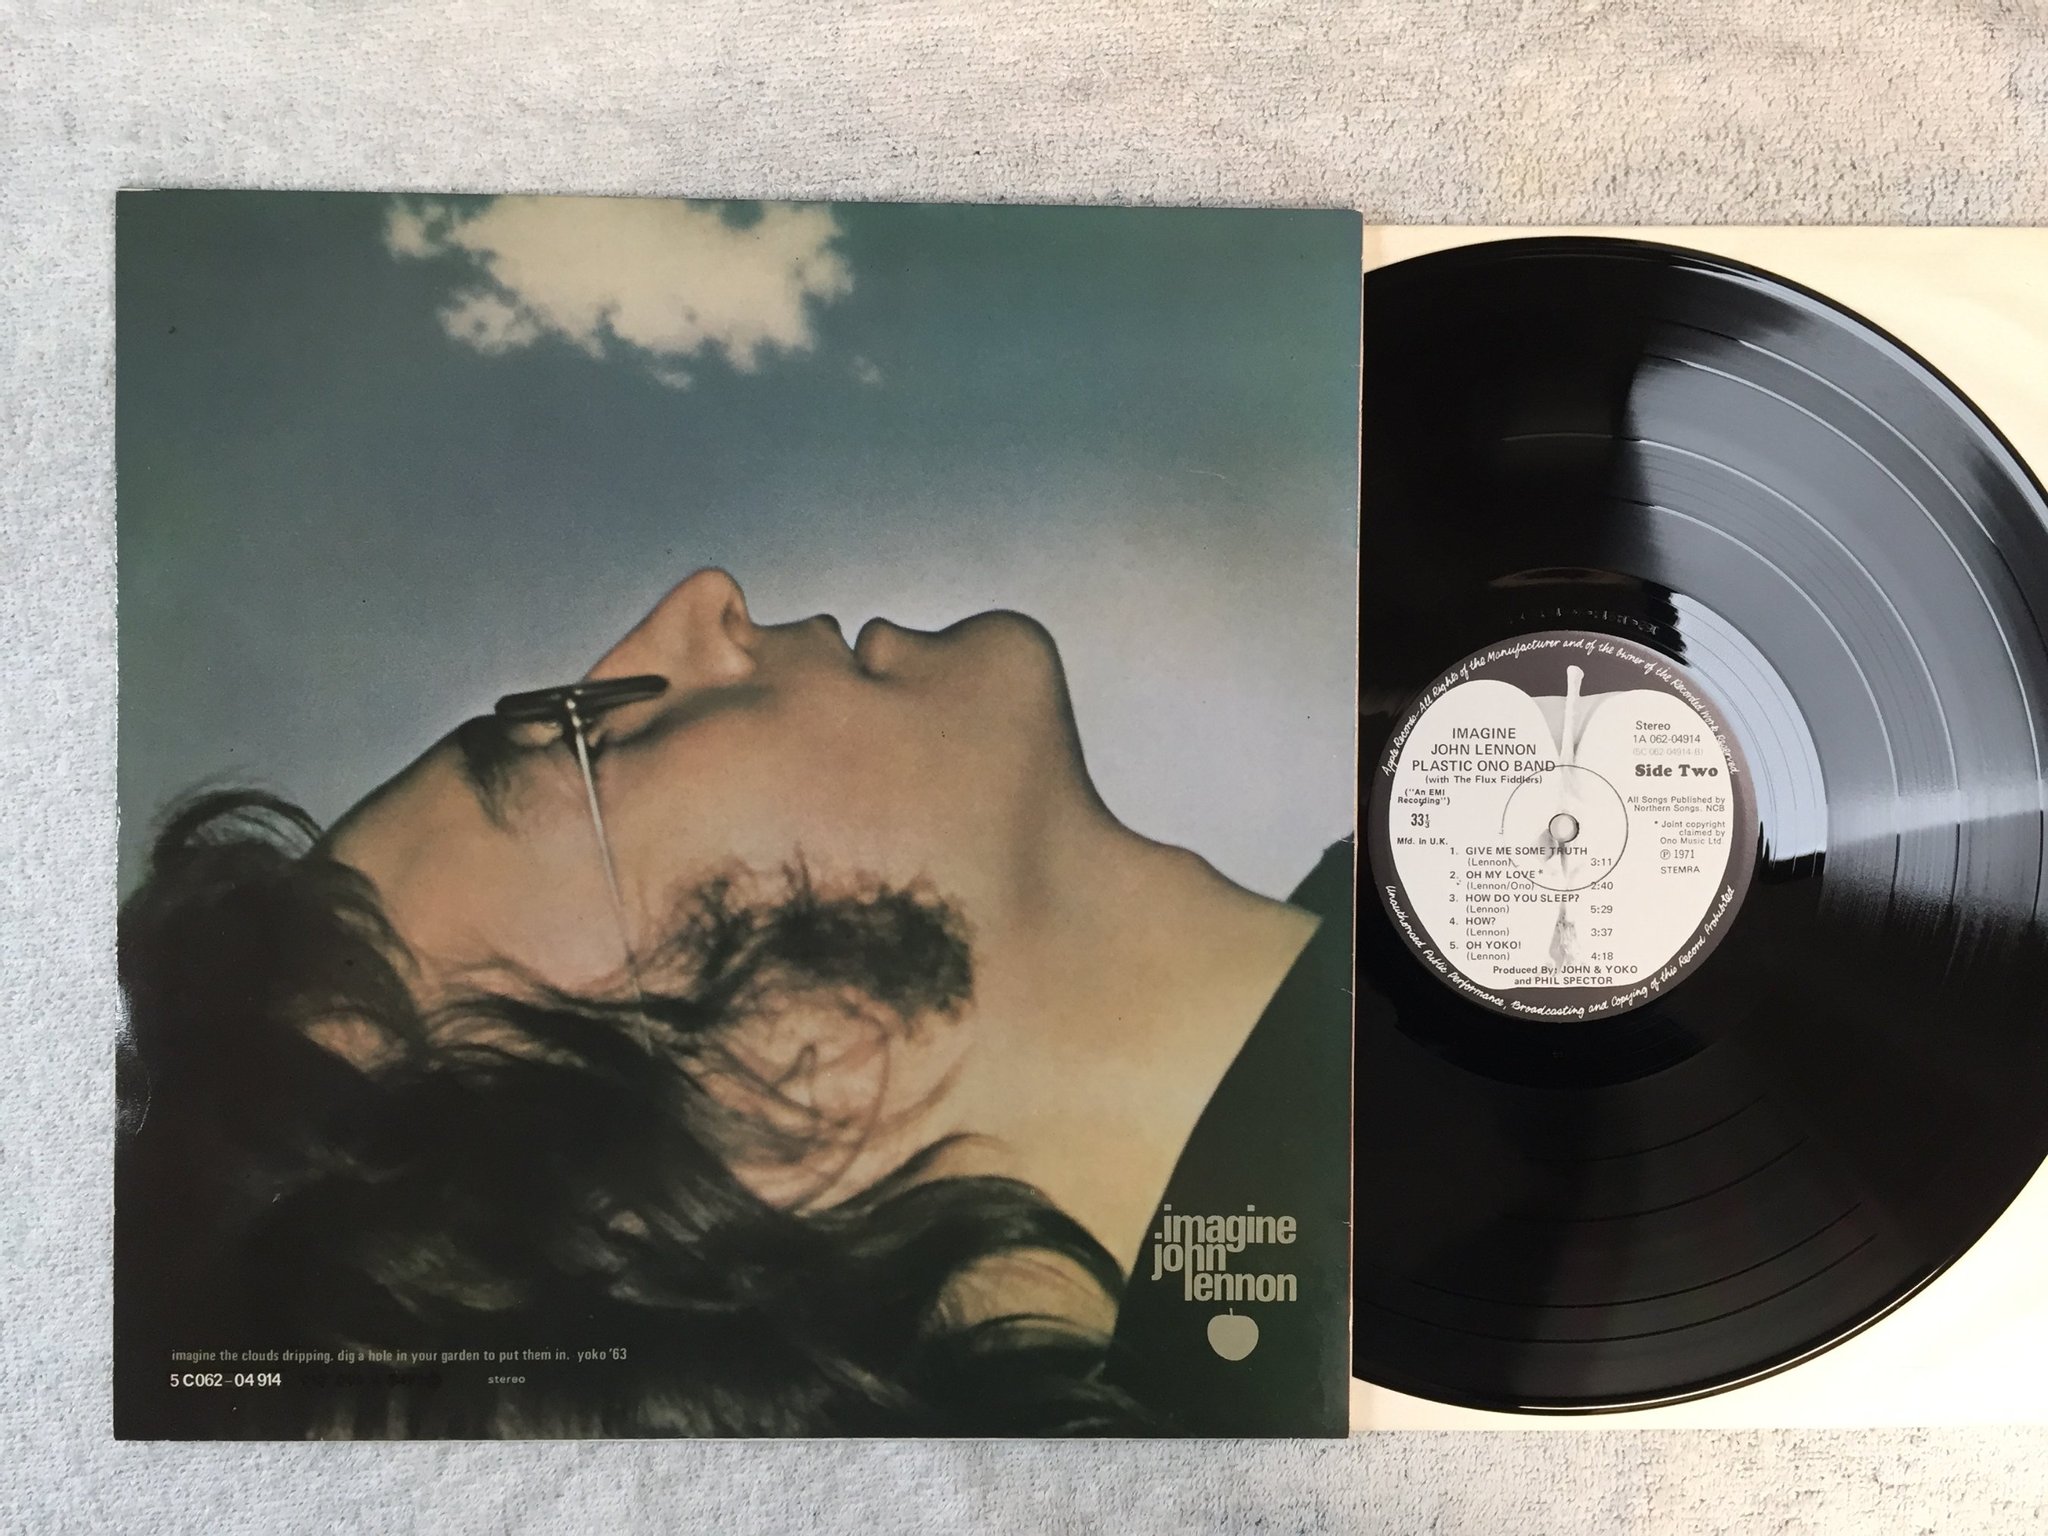 imagine
john
lennon
imagine the clouds dripping. dig a hole in your garden to put them in. yoko '63
5C062-04914
stereo
Apple Records-All Rights of the Manufacturer and of the Owner of the Recorded Work Reserved
IMAGINE
JOHN LENNON
PLASTIC ONO BAND
(with The Flux Fiddlers)
("An EMI
Recording")
33⅓
Mfd. in U.K.
Stereo
1A 062-04914
(5C 062 04914-B)
Side Two
All Songs Published by
Northern Songs. NCB
* Joint copyright
claimed by
Ono Music Ltd.
℗ 1971
STEMRA
1. GIVE ME SOME TRUTH
(Lennon) 3:11
2. OH MY LOVE *
(Lennon/Ono) 2:40
3. HOW DO YOU SLEEP?
(Lennon) 5:29
4. HOW?
(Lennon) 3:37
5. OH YOKO!
(Lennon) 4:18
Produced By: JOHN & YOKO
and PHIL SPECTOR
Unauthorised Public Performance, Broadcasting and Copying of this Record Prohibited